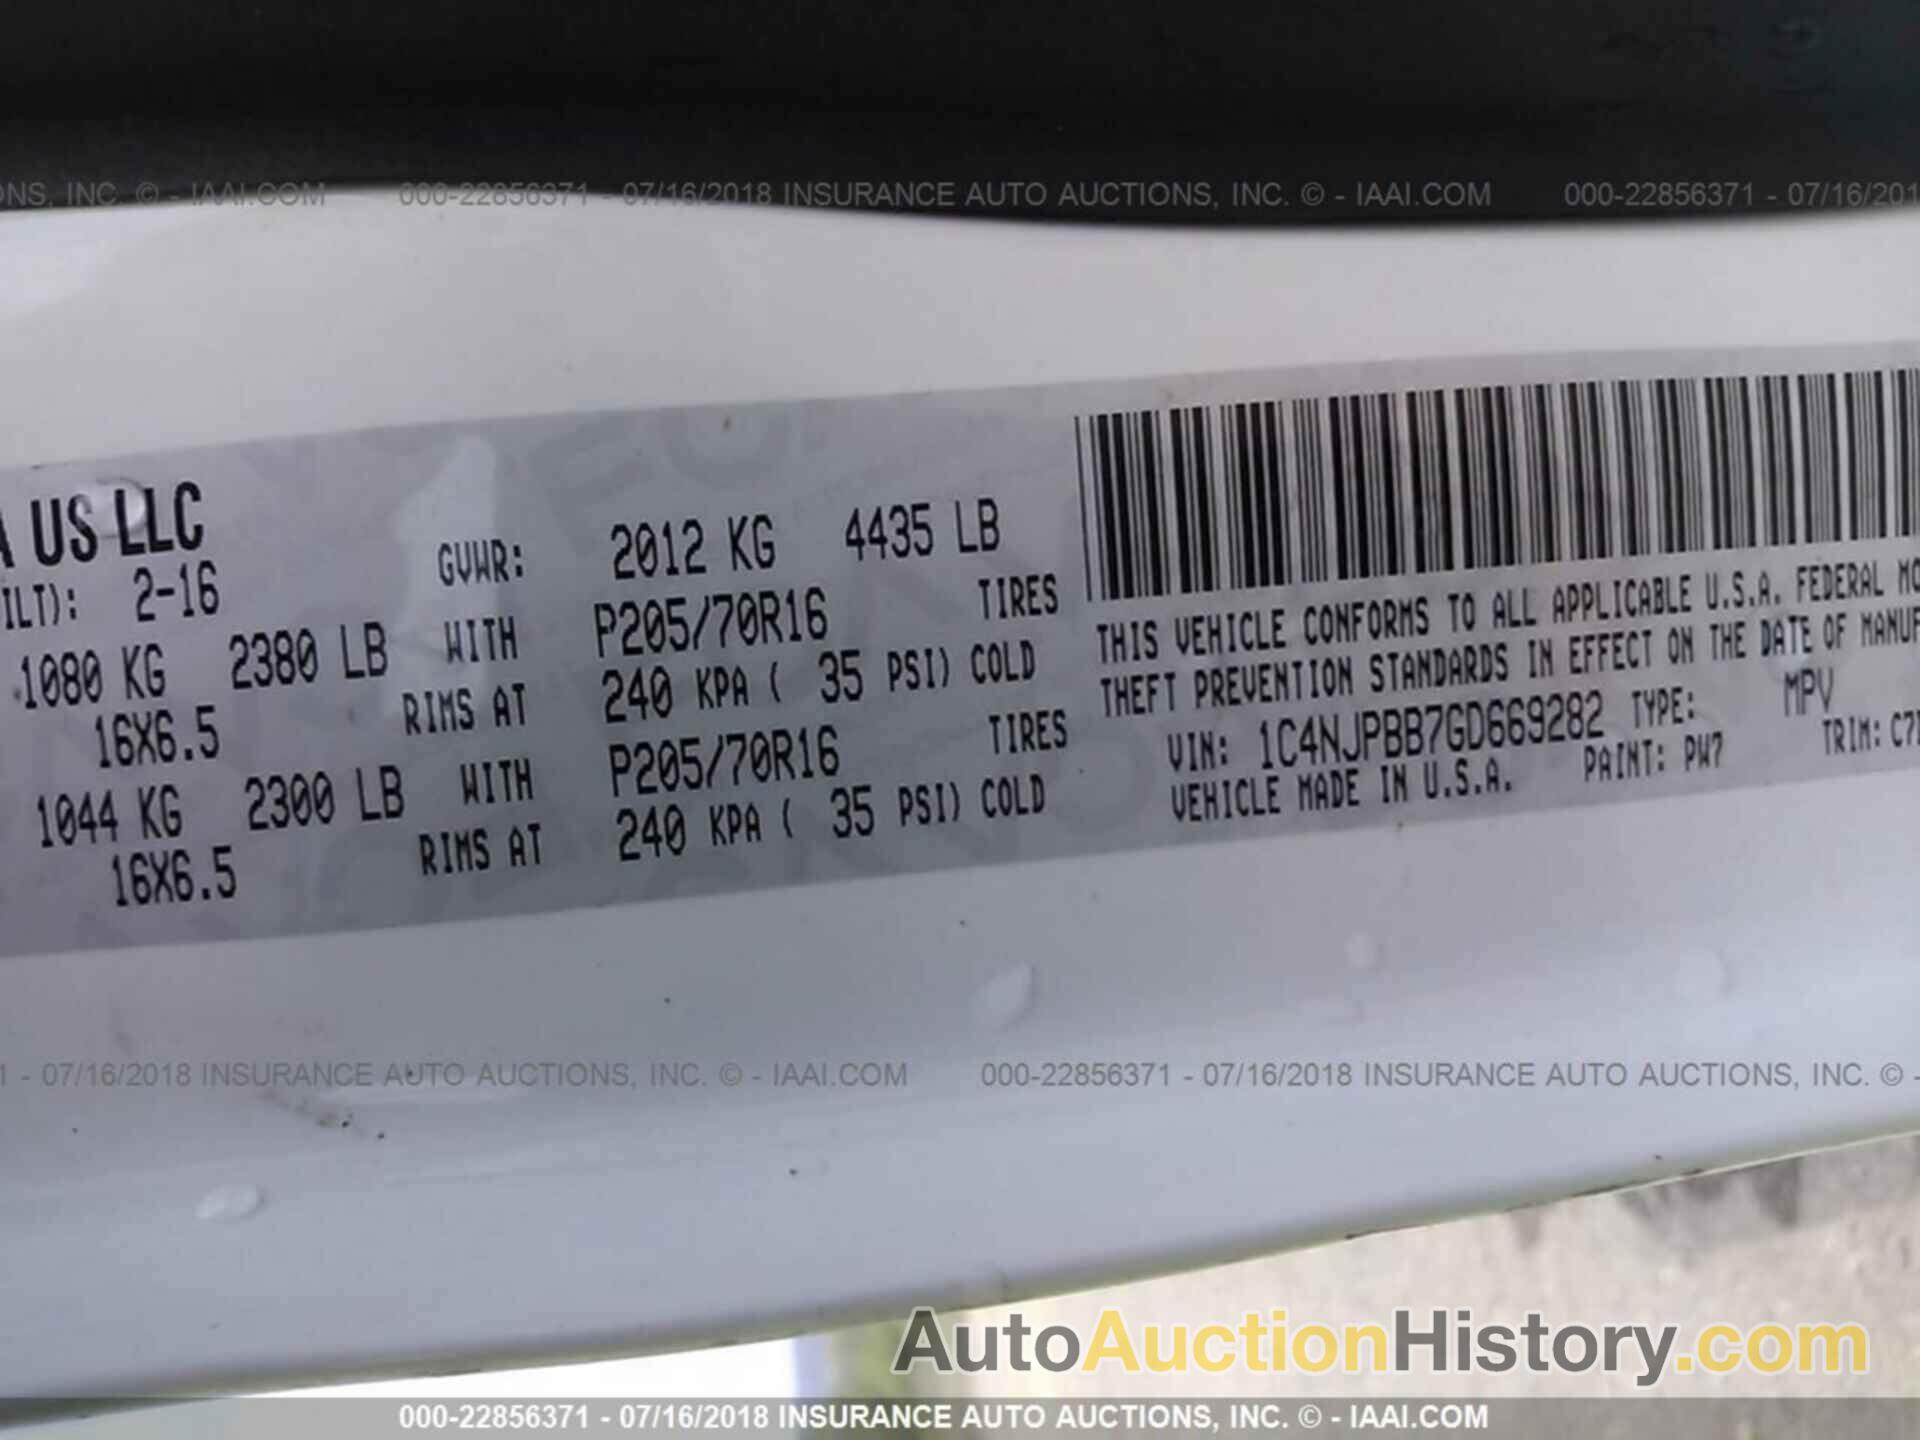 ONS, INC. © - IAAI.COM 000-22856371 - 07/16/2018 INSURANCE AUTO AUCTIONS, INC. © - IAAI.COM 000-22856371 - 07/16/201
A US LLC
ILT): 2-16
1080 KG 2380 LB
16X6.5
1044 KG 2300 LB
16X6.5
GVWR: 2012 KG 4435 LB
WITH P205/70R16 TIRES
RIMS AT 240 KPA ( 35 PSI) COLD
WITH P205/70R16 TIRES
RIMS AT 240 KPA ( 35 PSI) COLD
THIS VEHICLE CONFORMS TO ALL APPLICABLE U.S.A. FEDERAL MO
THEFT PREVENTION STANDARDS IN EFFECT ON THE DATE OF MANUF
VIN: 1C4NJPBB7GD669282 TYPE: MPV
VEHICLE MADE IN U.S.A. PAINT: PW7 TRIM: C7
1 - 07/16/2018 INSURANCE AUTO AUCTIONS, INC. © - IAAI.COM 000-22856371 - 07/16/2018 INSURANCE AUTO AUCTIONS, INC. © -
AutoAuctionHistory.com
000-22856371 - 07/16/2018 INSURANCE AUTO AUCTIONS, INC. © - IAAI.COM